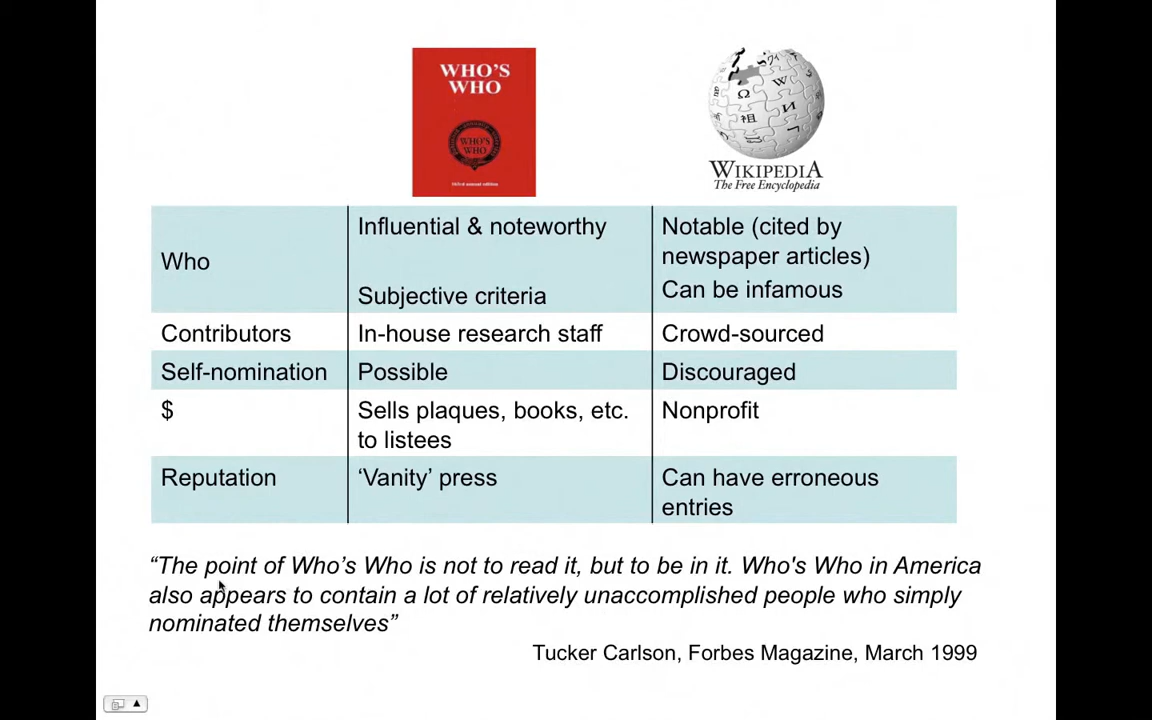 WHO'S
WHO
WHO'S
WHO
WIKIPEDIA
The Free Encyclopedia
Who
Influential & noteworthy
Subjective criteria
Notable (cited by
newspaper articles)
Can be infamous
Contributors
In-house research staff
Crowd-sourced
Self-nomination
Possible
Discouraged
$
Sells plaques, books, etc.
to listees
Nonprofit
Reputation
‘Vanity’ press
Can have erroneous
entries
“The point of Who’s Who is not to read it, but to be in it. Who's Who in America
also appears to contain a lot of relatively unaccomplished people who simply
nominated themselves”
Tucker Carlson, Forbes Magazine, March 1999